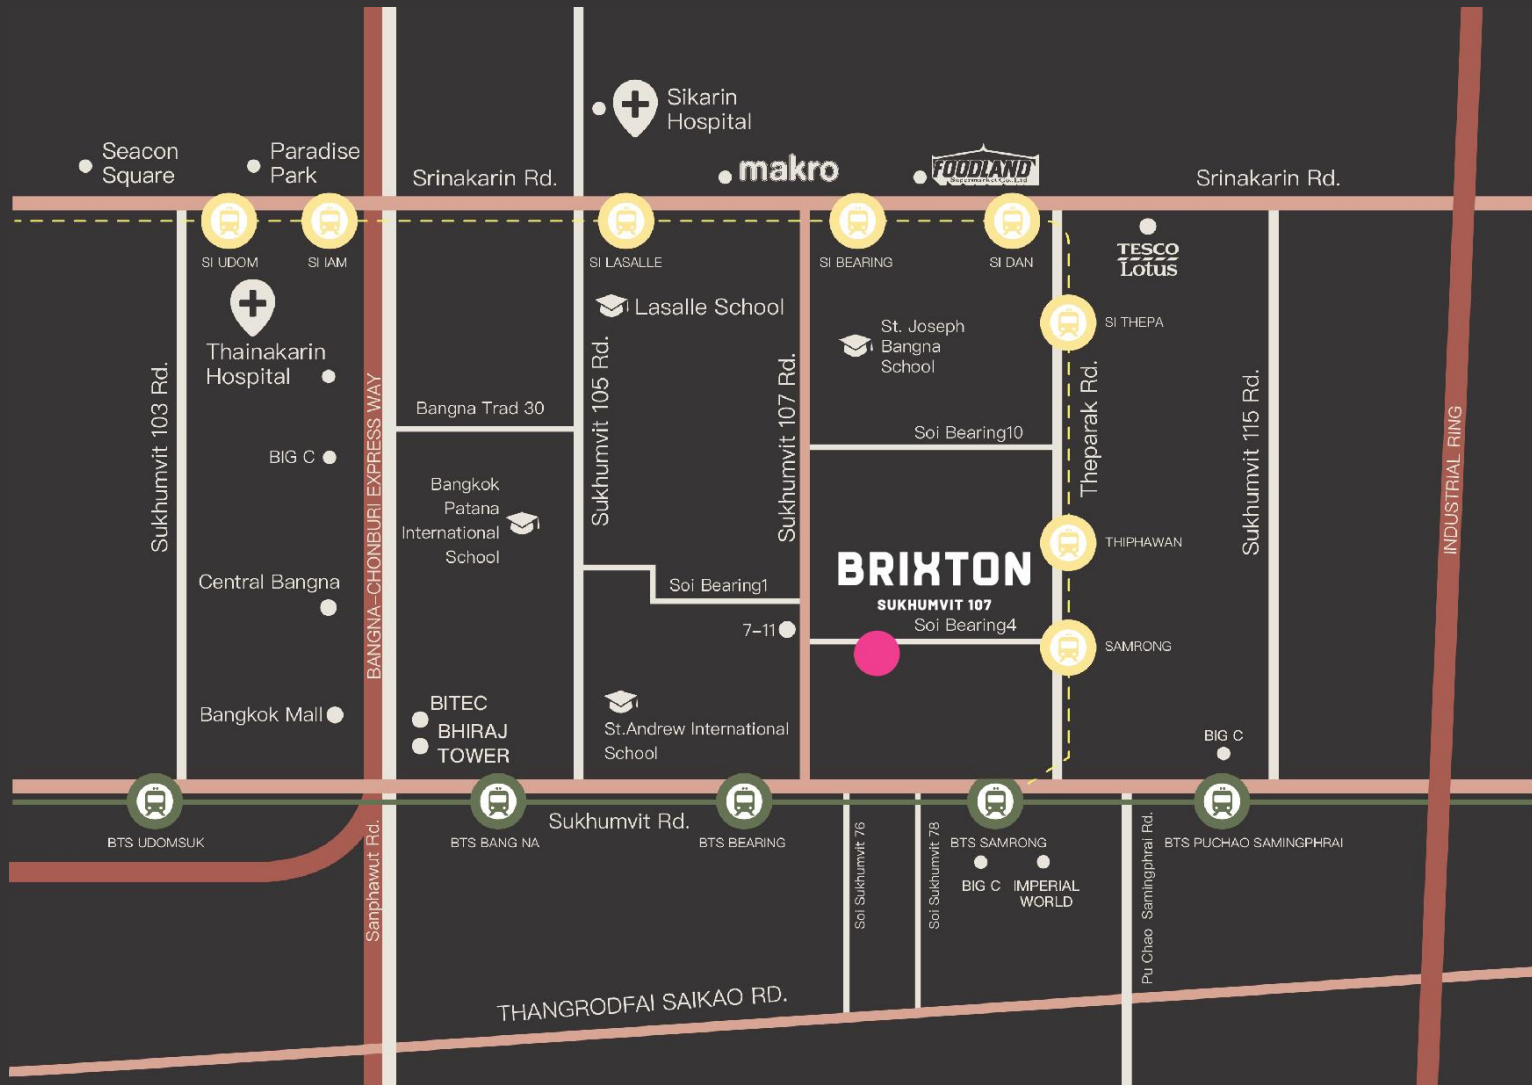 Sikarin
Hospital
Seacon
Square
Paradise
Park
Srinakarin Rd.
makro
FOODLAND
Supermarket Co.,Ltd
Srinakarin Rd.
SI UDOM
SI IAM
SI LASALLE
SI BEARING
SI DAN
TESCO
Lotus
Lasalle School
SI THEPA
St. Joseph
Bangna
School
Thainakarin
Hospital
Sukhumvit 103 Rd.
BANGNA-CHONBURI EXPRESS WAY
Bangna Trad 30
Sukhumvit 105 Rd.
Sukhumvit 107 Rd.
Soi Bearing10
Theparak Rd.
Sukhumvit 115 Rd.
INDUSTRIAL RING
BIG C
Bangkok
Patana
International
School
THIPHAWAN
BRIXTON
SUKHUMVIT 107
Central Bangna
Soi Bearing1
7-11
Soi Bearing4
SAMRONG
Bangkok Mall
BITEC
BHIRAJ
TOWER
St.Andrew International
School
BIG C
BTS UDOMSUK
BTS BANG NA
Sukhumvit Rd.
BTS BEARING
BTS SAMRONG
BTS PUCHAO SAMINGPHRAI
Sanphawut Rd.
Soi Sukhumvit 76
Soi Sukhumvit 78
BIG C
IMPERIAL
WORLD
Pu Chao Samingphrai Rd.
THANGRODFAI SAIKAO RD.